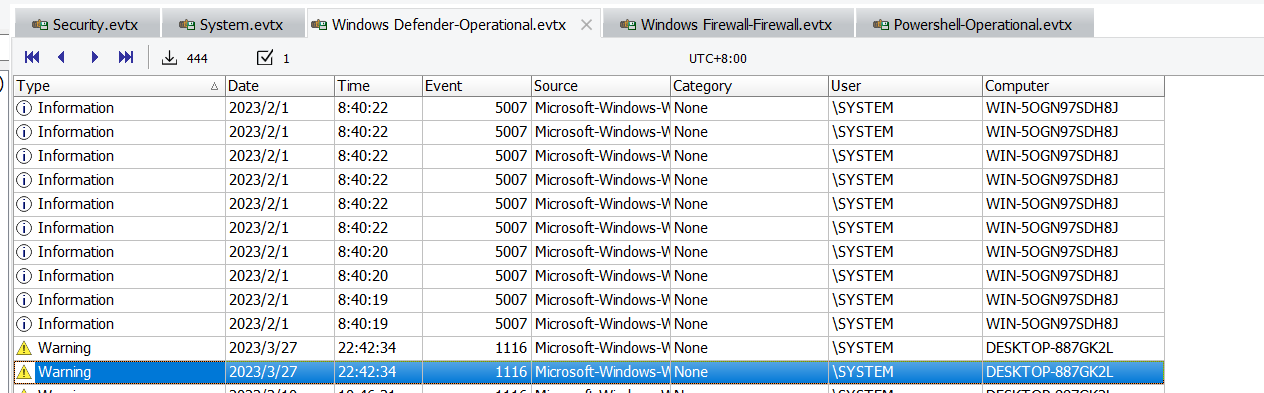 Security.evtx System.evtx Windows Defender-Operational.evtx Windows Firewall-Firewall.evtx Powershell-Operational.evtx
444 1 UTC+8:00
Type Date Time Event Source Category User Computer
Information 2023/2/1 8:40:22 5007 Microsoft-Windows-W None \SYSTEM WIN-5OGN97SDH8J
Information 2023/2/1 8:40:22 5007 Microsoft-Windows-W None \SYSTEM WIN-5OGN97SDH8J
Information 2023/2/1 8:40:22 5007 Microsoft-Windows-W None \SYSTEM WIN-5OGN97SDH8J
Information 2023/2/1 8:40:22 5007 Microsoft-Windows-W None \SYSTEM WIN-5OGN97SDH8J
Information 2023/2/1 8:40:22 5007 Microsoft-Windows-W None \SYSTEM WIN-5OGN97SDH8J
Information 2023/2/1 8:40:22 5007 Microsoft-Windows-W None \SYSTEM WIN-5OGN97SDH8J
Information 2023/2/1 8:40:20 5007 Microsoft-Windows-W None \SYSTEM WIN-5OGN97SDH8J
Information 2023/2/1 8:40:20 5007 Microsoft-Windows-W None \SYSTEM WIN-5OGN97SDH8J
Information 2023/2/1 8:40:19 5007 Microsoft-Windows-W None \SYSTEM WIN-5OGN97SDH8J
Information 2023/2/1 8:40:19 5007 Microsoft-Windows-W None \SYSTEM WIN-5OGN97SDH8J
Warning 2023/3/27 22:42:34 1116 Microsoft-Windows-W None \SYSTEM DESKTOP-887GK2L
Warning 2023/3/27 22:42:34 1116 Microsoft-Windows-W None \SYSTEM DESKTOP-887GK2L